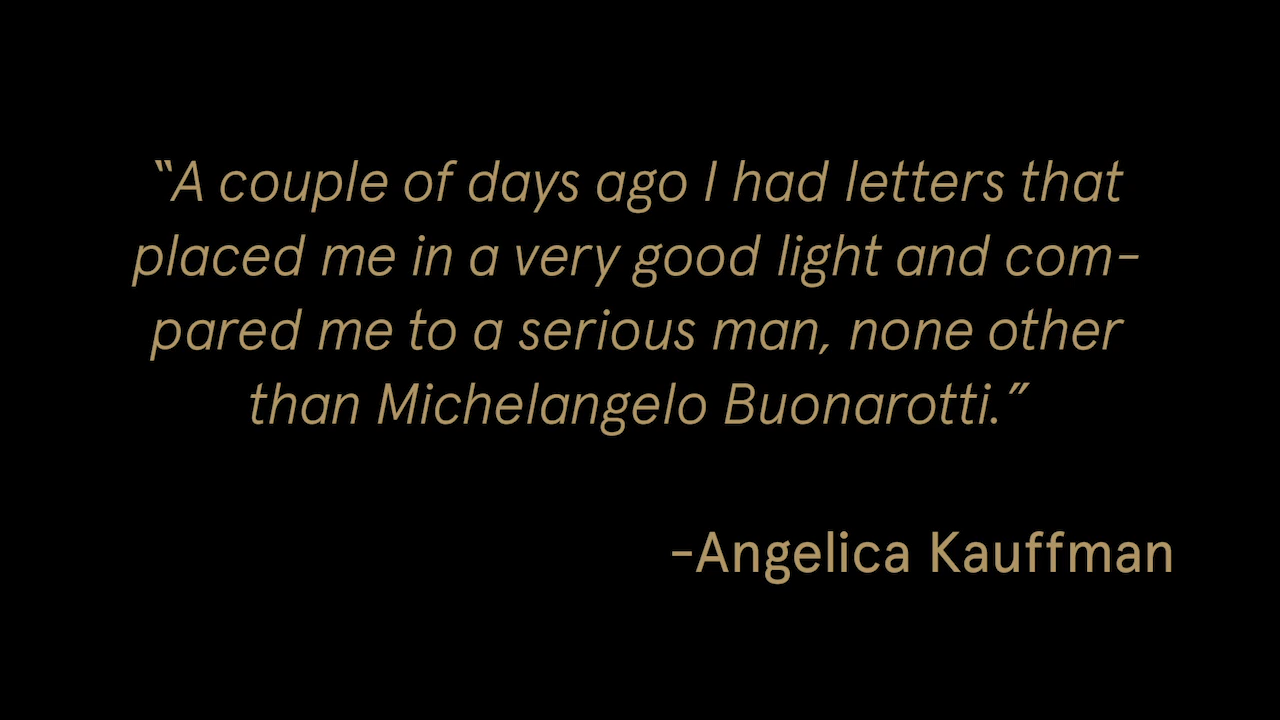 “A couple of days ago I had letters that
placed me in a very good light and com-
pared me to a serious man, none other
than Michelangelo Buonarotti.”
-Angelica Kauffman